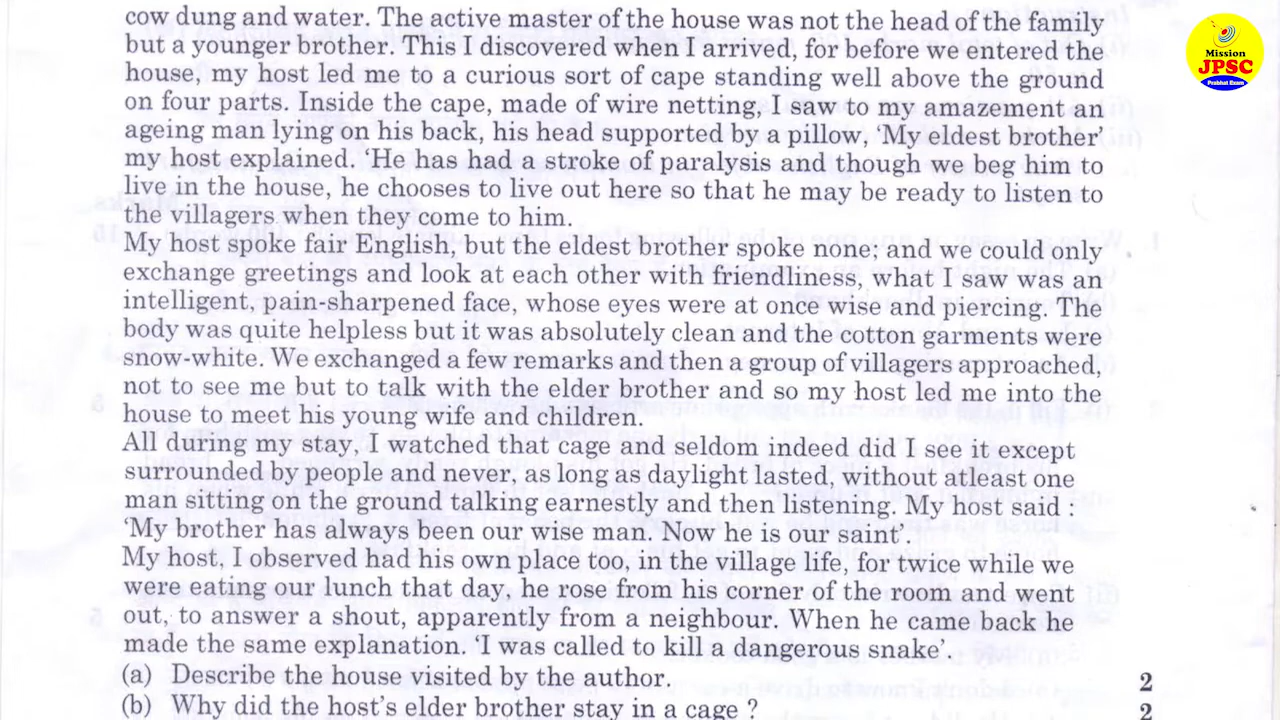 cow dung and water. The active master of the house was not the head of the family
but a younger brother. This I discovered when I arrived, for before we entered the
house, my host led me to a curious sort of cape standing well above the ground
on four parts. Inside the cape, made of wire netting, I saw to my amazement an
ageing man lying on his back, his head supported by a pillow, ‘My eldest brother’
my host explained. ‘He has had a stroke of paralysis and though we beg him to
live in the house, he chooses to live out here so that he may be ready to listen to
the villagers when they come to him.
My host spoke fair English, but the eldest brother spoke none; and we could only
exchange greetings and look at each other with friendliness, what I saw was an
intelligent, pain-sharpened face, whose eyes were at once wise and piercing. The
body was quite helpless but it was absolutely clean and the cotton garments were
snow-white. We exchanged a few remarks and then a group of villagers approached,
not to see me but to talk with the elder brother and so my host led me into the
house to meet his young wife and children.
All during my stay, I watched that cage and seldom indeed did I see it except
surrounded by people and never, as long as daylight lasted, without atleast one
man sitting on the ground, talking earnestly and then listening. My host said :
‘My brother has always been our wise man. Now he is our saint’.
My host, I observed had his own place too, in the village life, for twice while we
were eating our lunch that day, he rose from his corner of the room and went
out, to answer a shout, apparently from a neighbour. When he came back he
made the same explanation. ‘I was called to kill a dangerous snake’.
(a) Describe the house visited by the author. 2
(b) Why did the host's elder brother stay in a cage ? 2
Mission
JPSC
Prabhat Exam